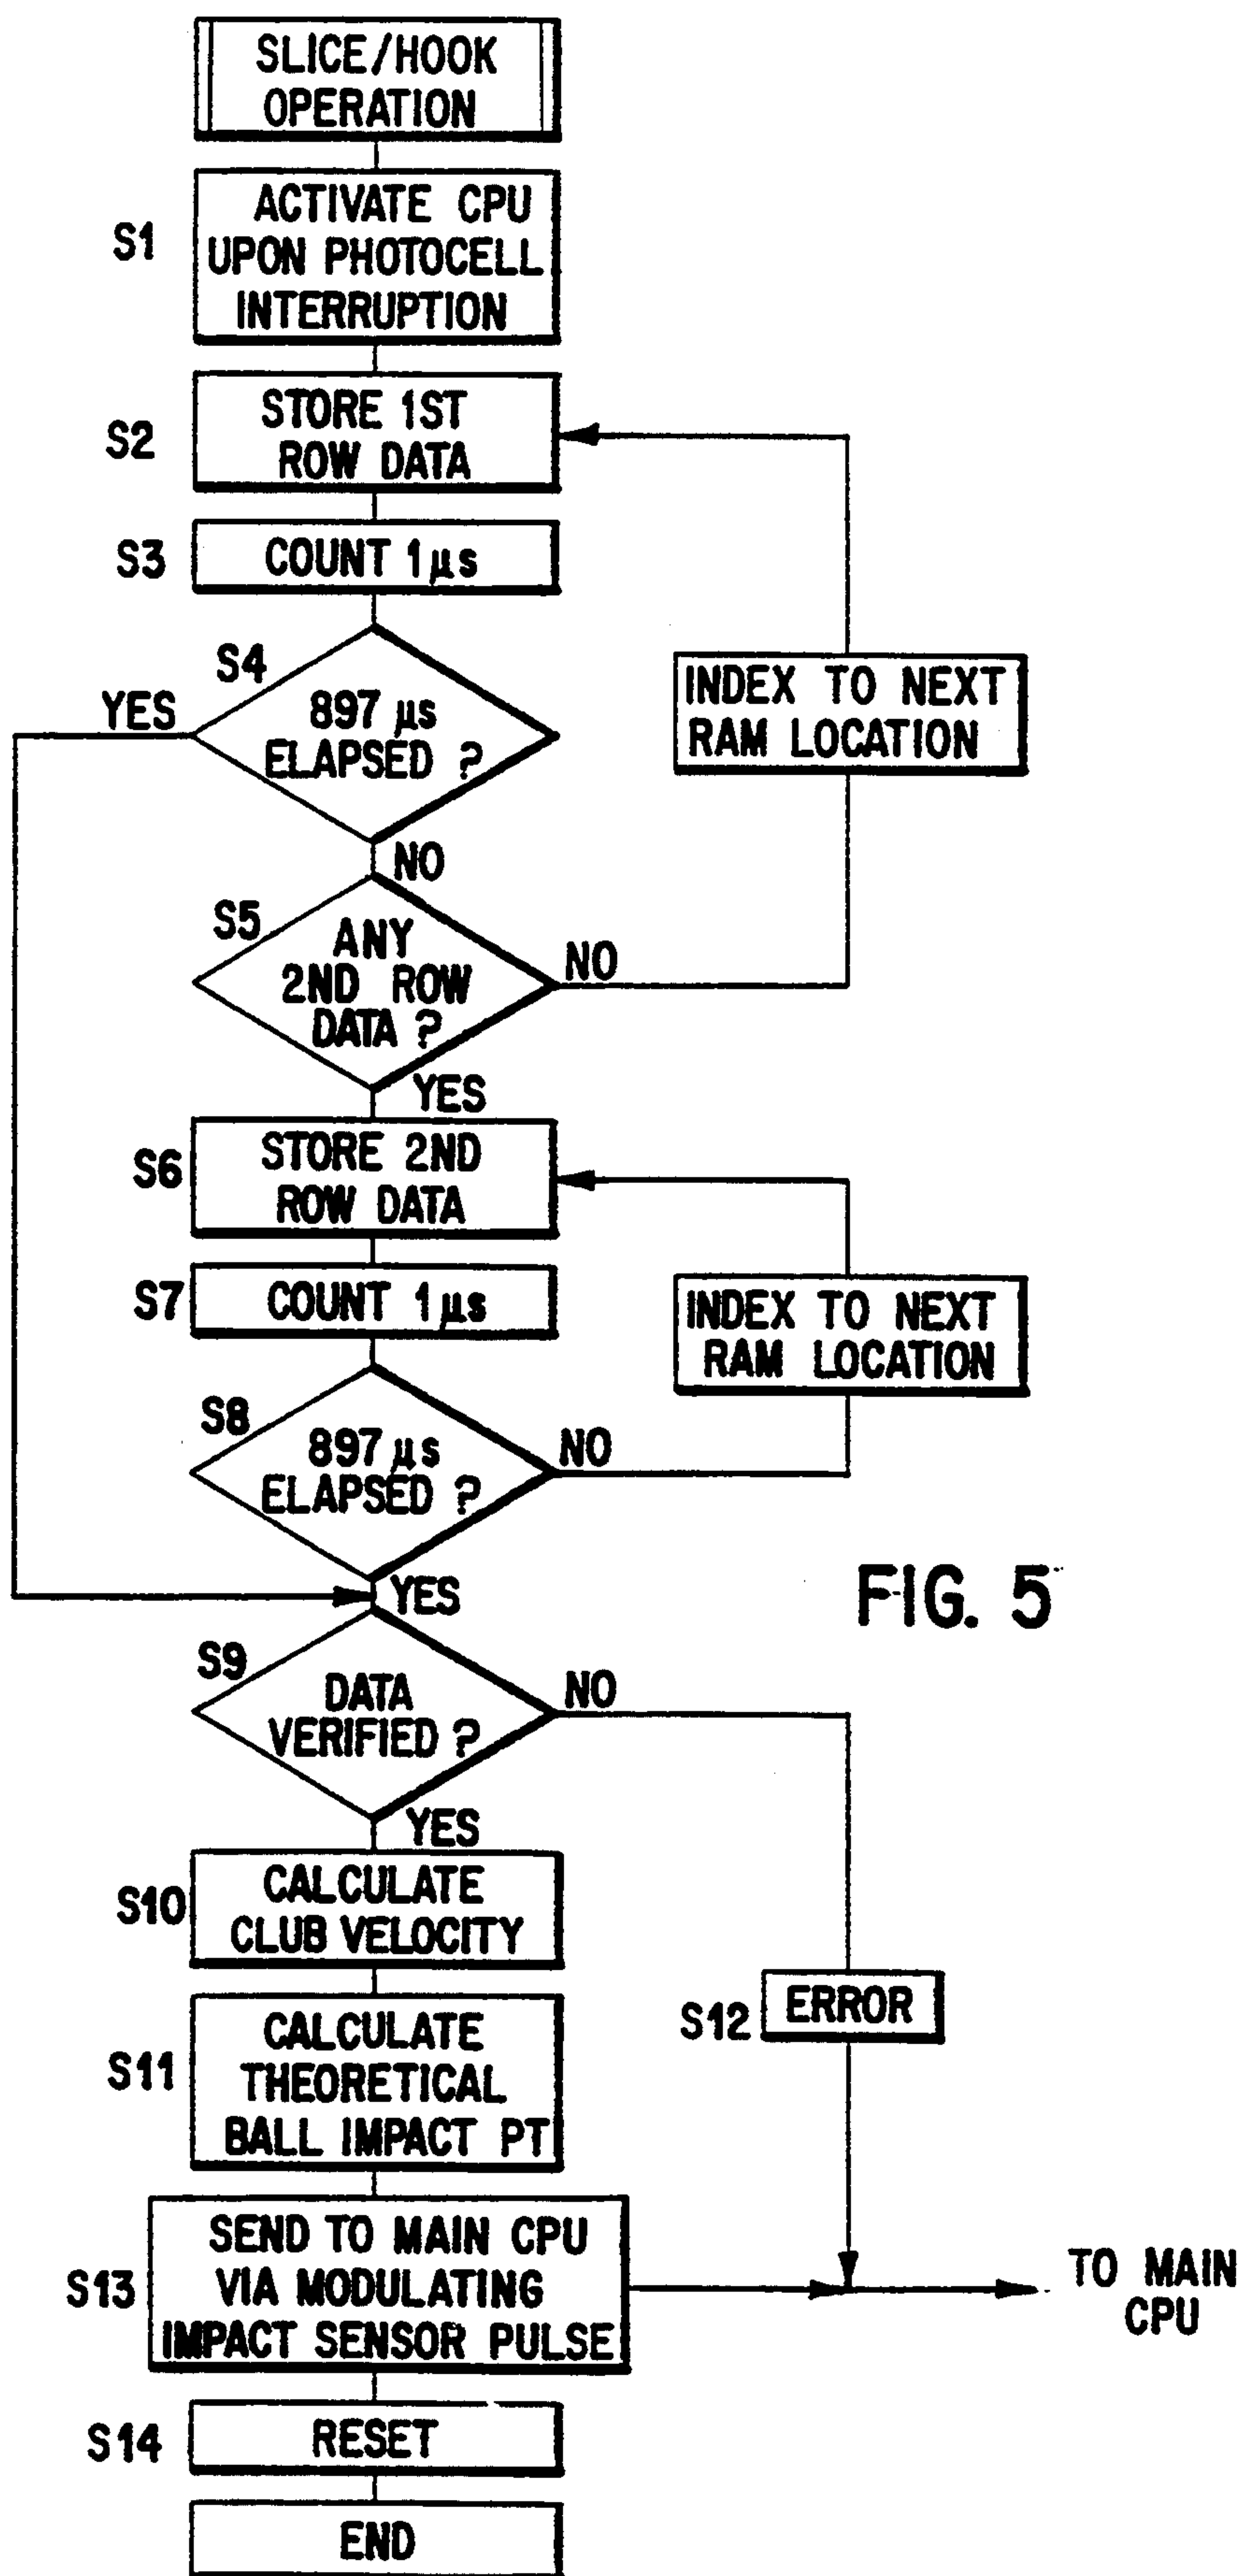 SLICE/HOOK
OPERATION
S1
ACTIVATE CPU
UPON PHOTOCELL
INTERRUPTION
S2
STORE 1ST
ROW DATA
S3
COUNT 1 µs
S4
YES
897 µs
ELAPSED ?
INDEX TO NEXT
RAM LOCATION
NO
S5
ANY
2ND ROW
DATA ?
NO
YES
S6
STORE 2ND
ROW DATA
S7
COUNT 1 µs
INDEX TO NEXT
RAM LOCATION
S8
897 µs
ELAPSED ?
NO
YES
FIG. 5
S9
DATA
VERIFIED ?
NO
YES
S10
CALCULATE
CLUB VELOCITY
S12
ERROR
S11
CALCULATE
THEORETICAL
BALL IMPACT PT
S13
SEND TO MAIN CPU
VIA MODULATING
IMPACT SENSOR PULSE
TO MAIN
CPU
S14
RESET
END